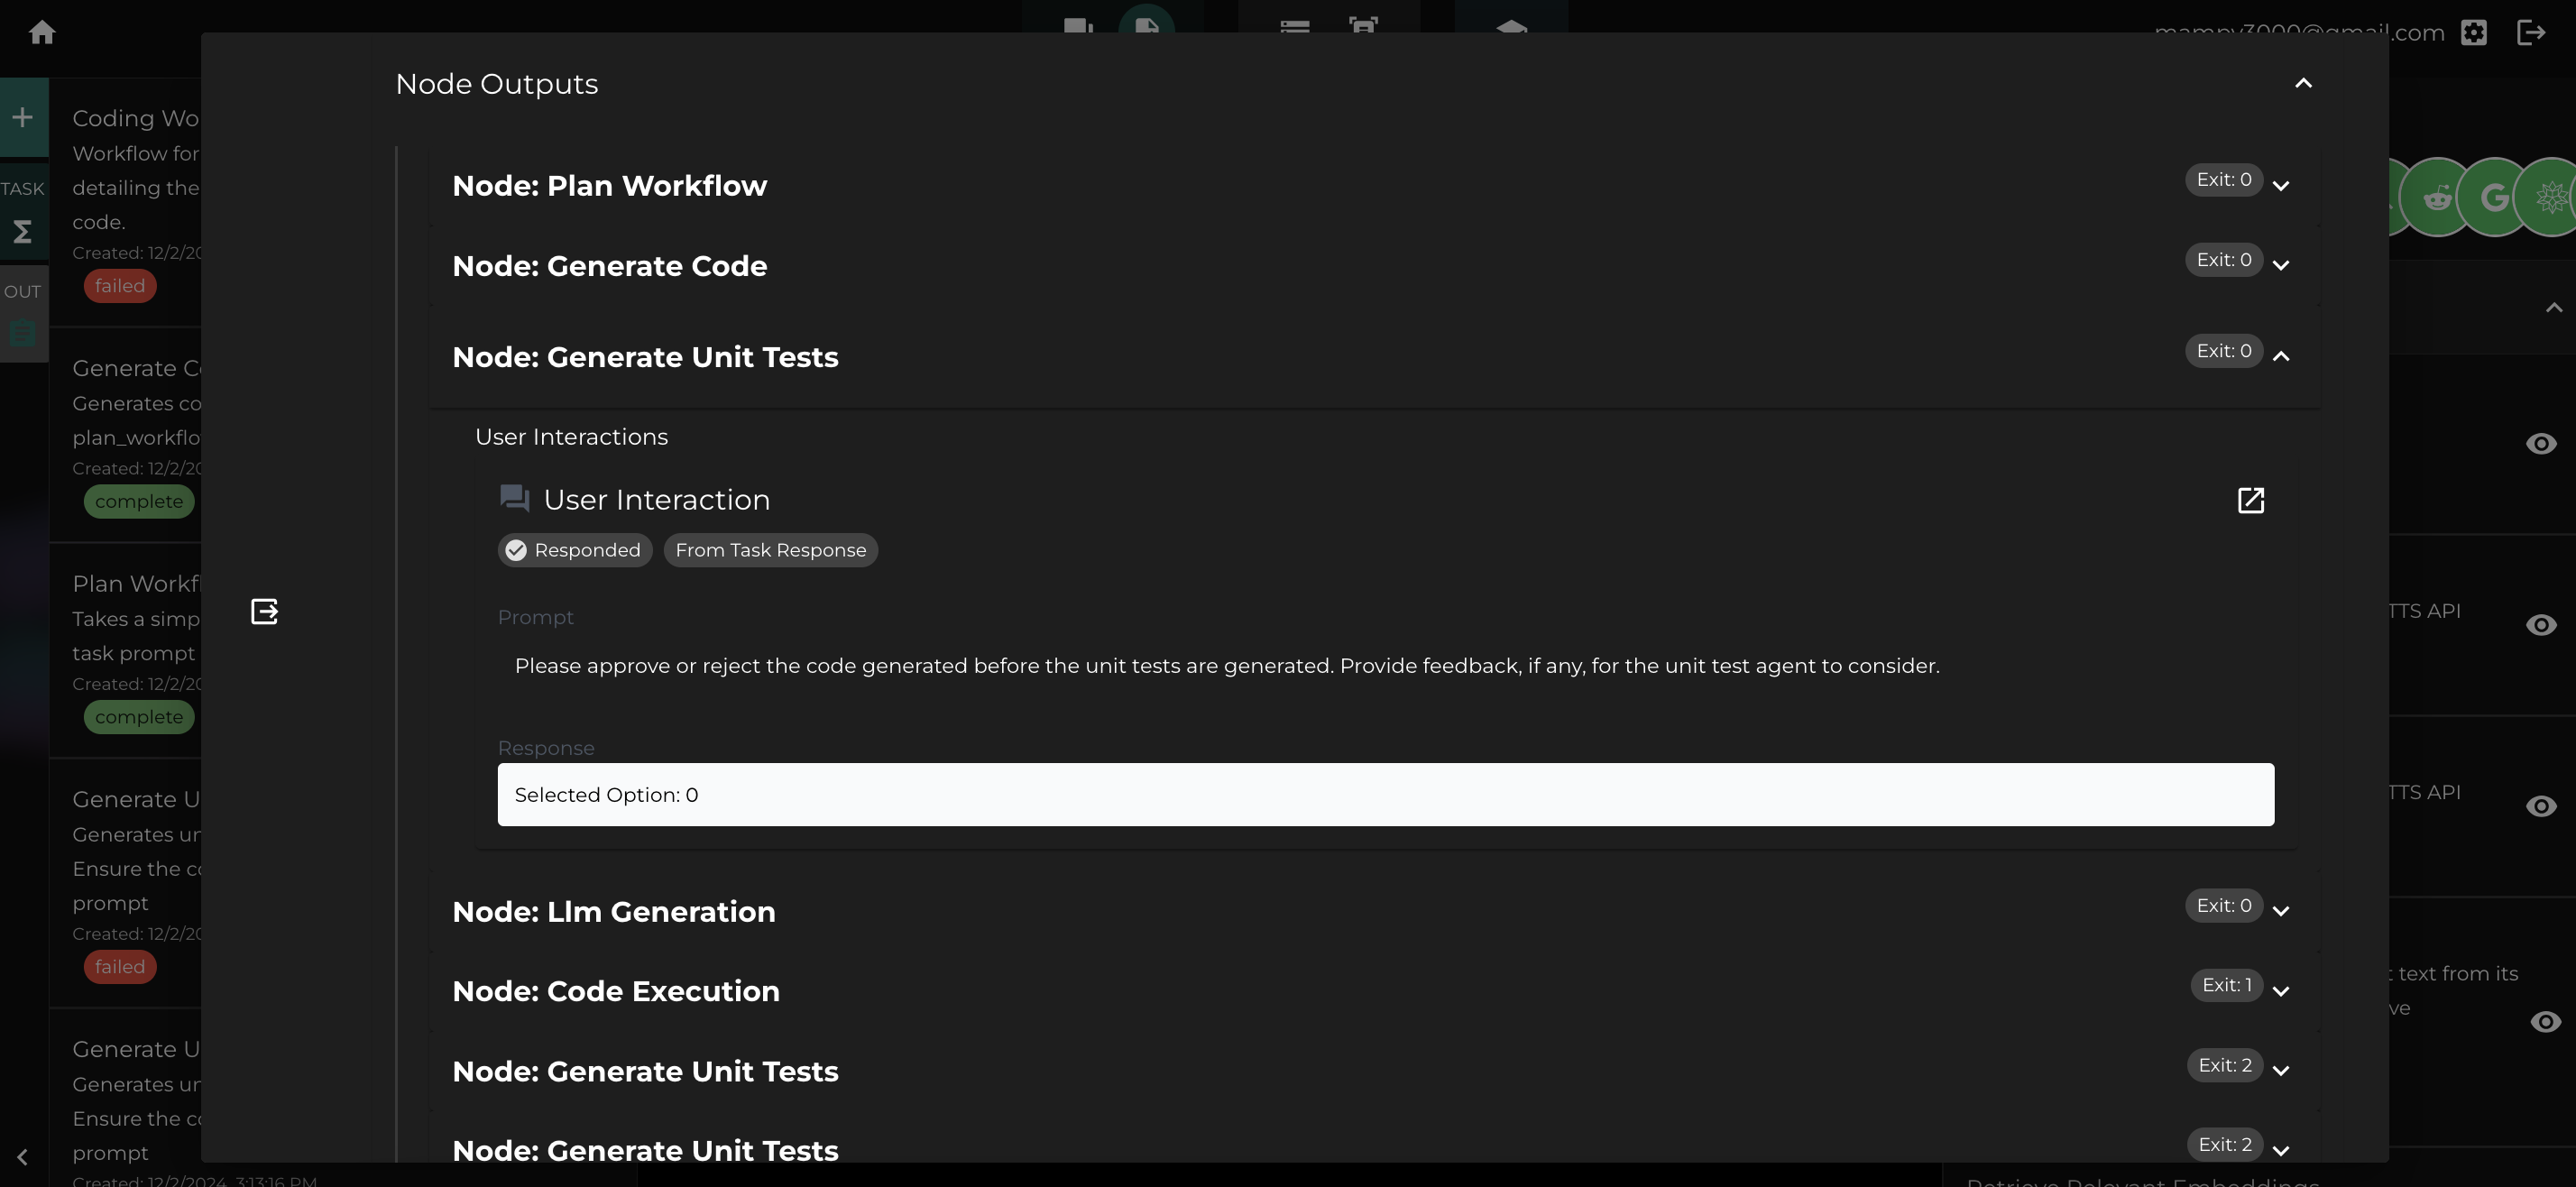 Node Outputs
Node: Plan Workflow
Exit: 0
Node: Generate Code
Exit: 0
Node: Generate Unit Tests
Exit: 0
User Interactions
User Interaction
Responded
From Task Response
Prompt
Please approve or reject the code generated before the unit tests are generated. Provide feedback, if any, for the unit test agent to consider.
Response
Selected Option: 0
Node: Llm Generation
Exit: 0
Node: Code Execution
Exit: 1
Node: Generate Unit Tests
Exit: 2
Node: Generate Unit Tests
Exit: 2
TASK
OUT
Coding Wo
Workflow for
detailing the
code.
Created: 12/2/20
failed
Generate C
Generates co
plan_workflo
Created: 12/2/20
complete
Plan Workf
Takes a simp
task prompt
Created: 12/2/20
complete
Generate U
Generates un
Ensure the co
prompt
Created: 12/2/20
failed
Generate U
Generates un
Ensure the co
prompt
Created: 12/2/2024, 3:13:16 PM
TTS API
TTS API
t text from its
ve
Retrieve Relevant Embeddings